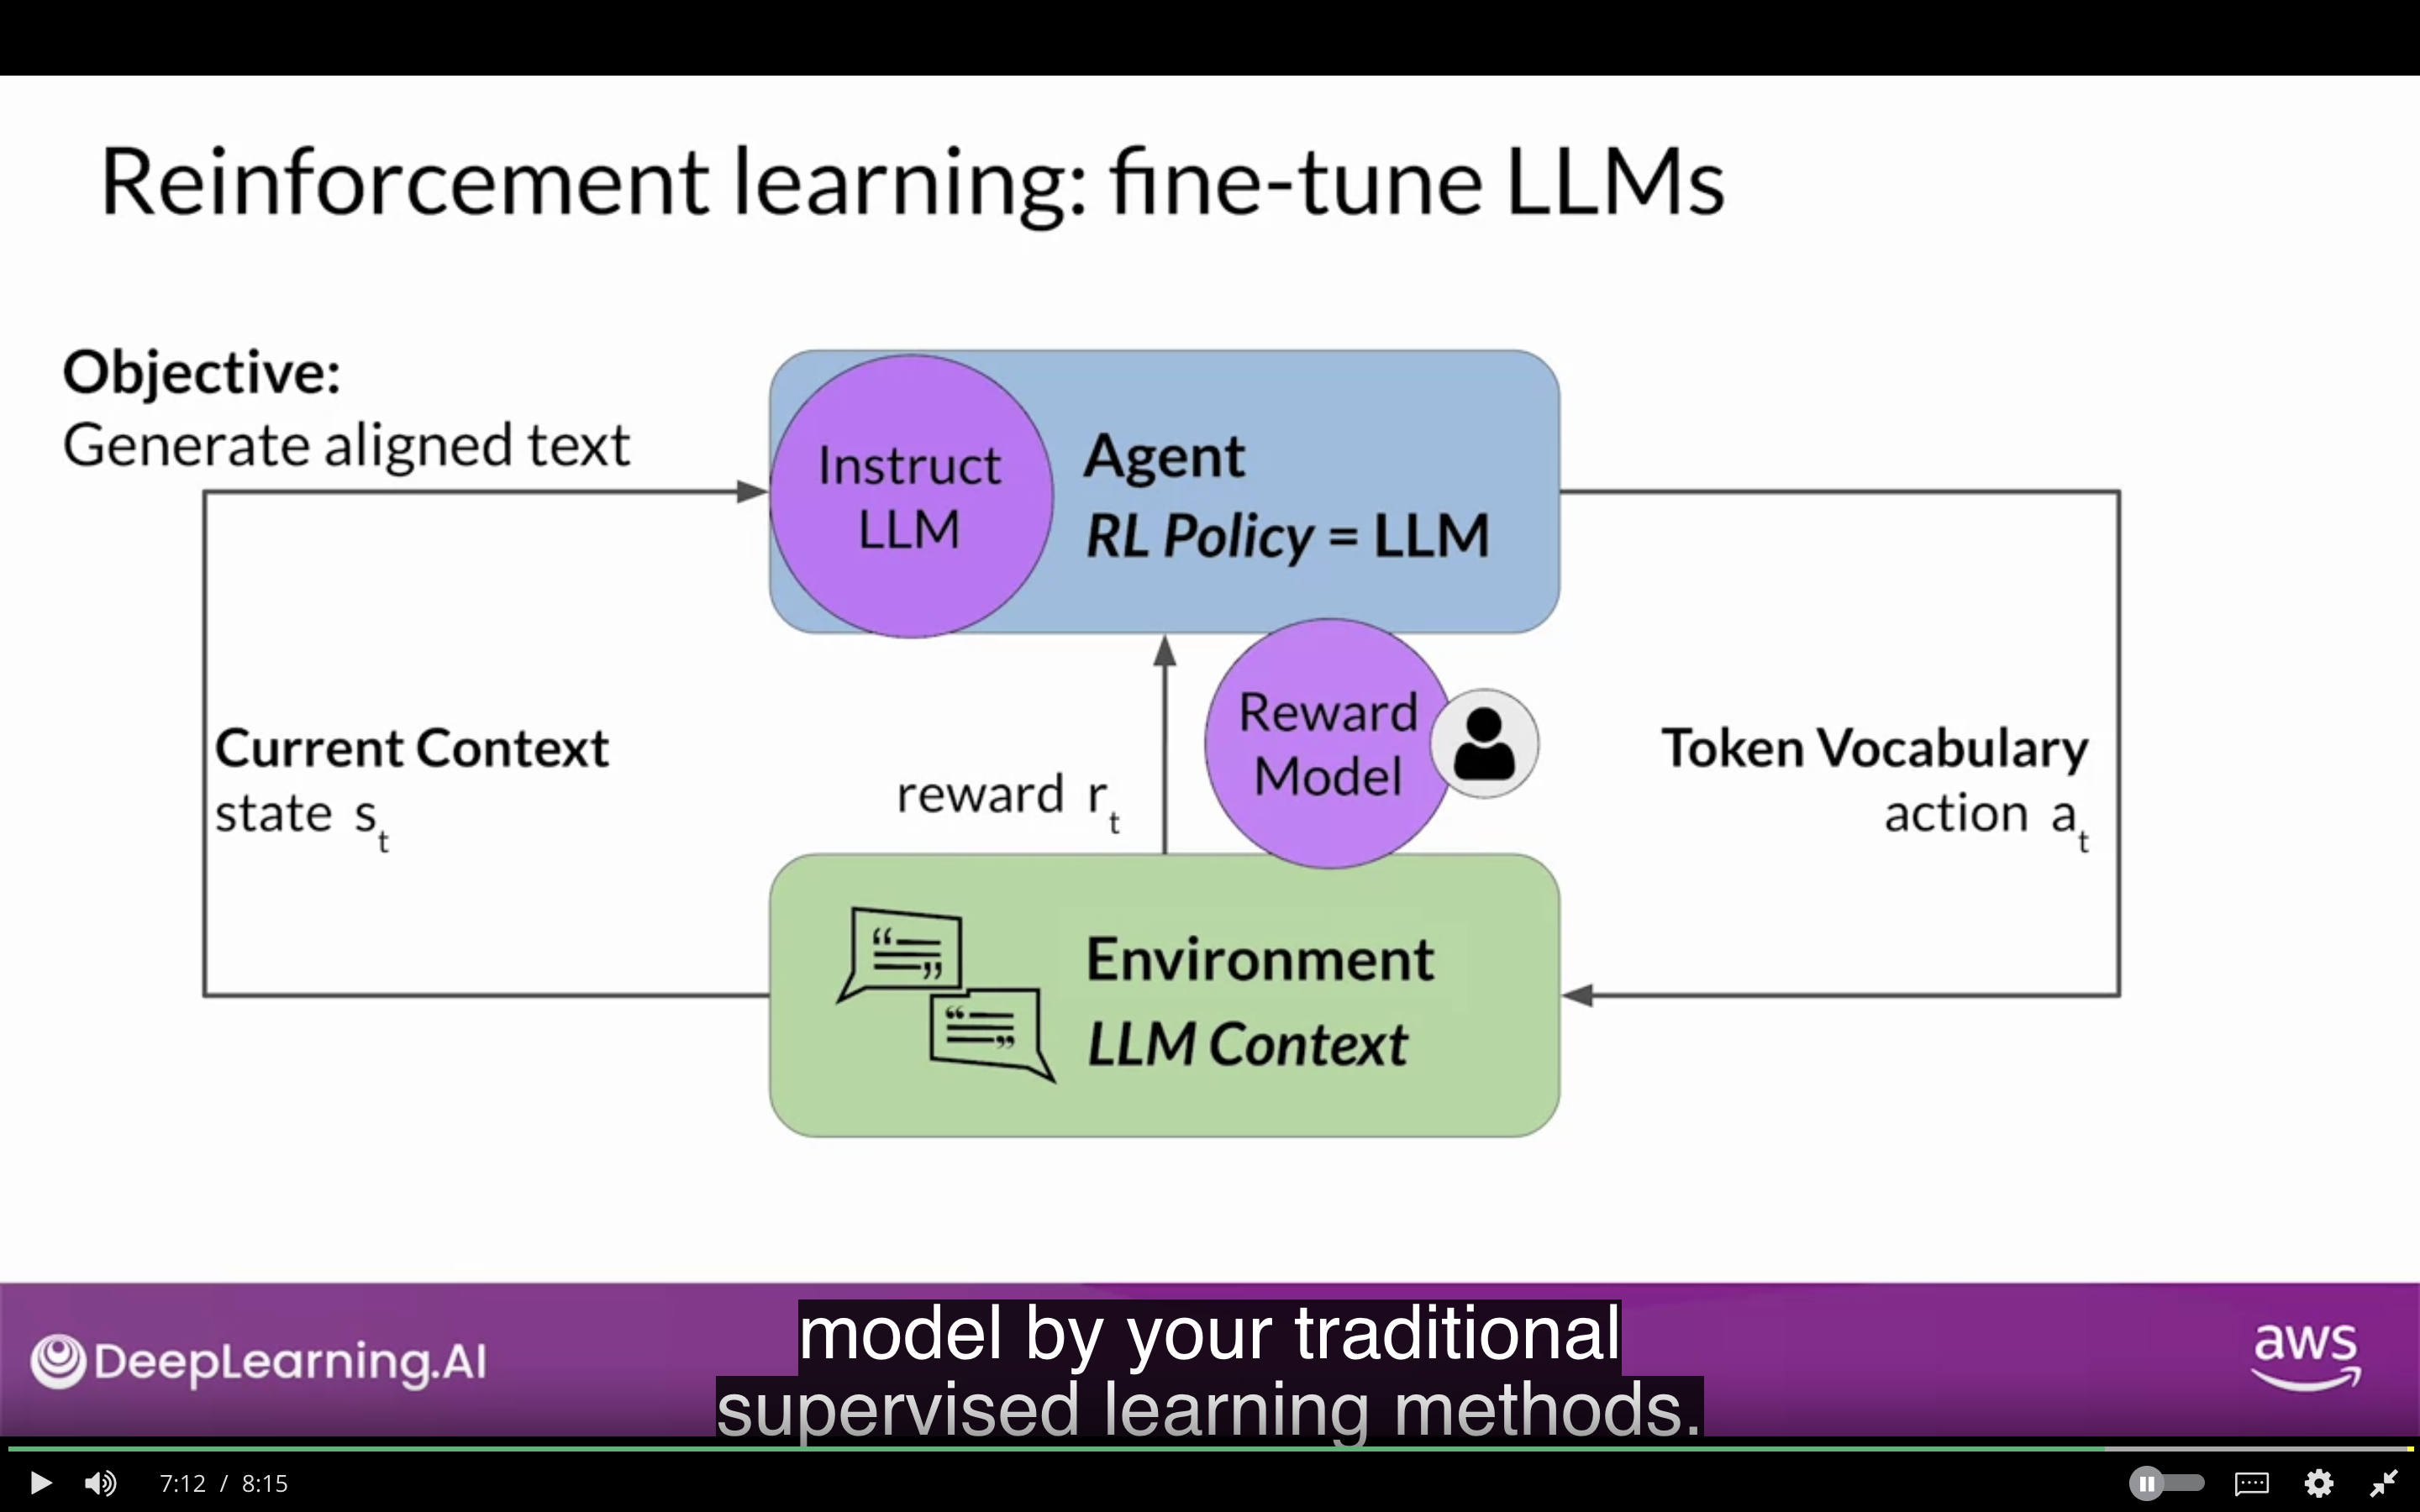 Reinforcement learning: fine-tune LLMs
Objective:
Generate aligned text
Instruct
LLM
Agent
RL Policy = LLM
Current Context
state s_t
reward r_t
Reward
Model
Token Vocabulary
action a_t
“ ”
“ ”
Environment
LLM Context
DeepLearning.AI
model by your traditional
supervised learning methods.
aws
7:12 / 8:15